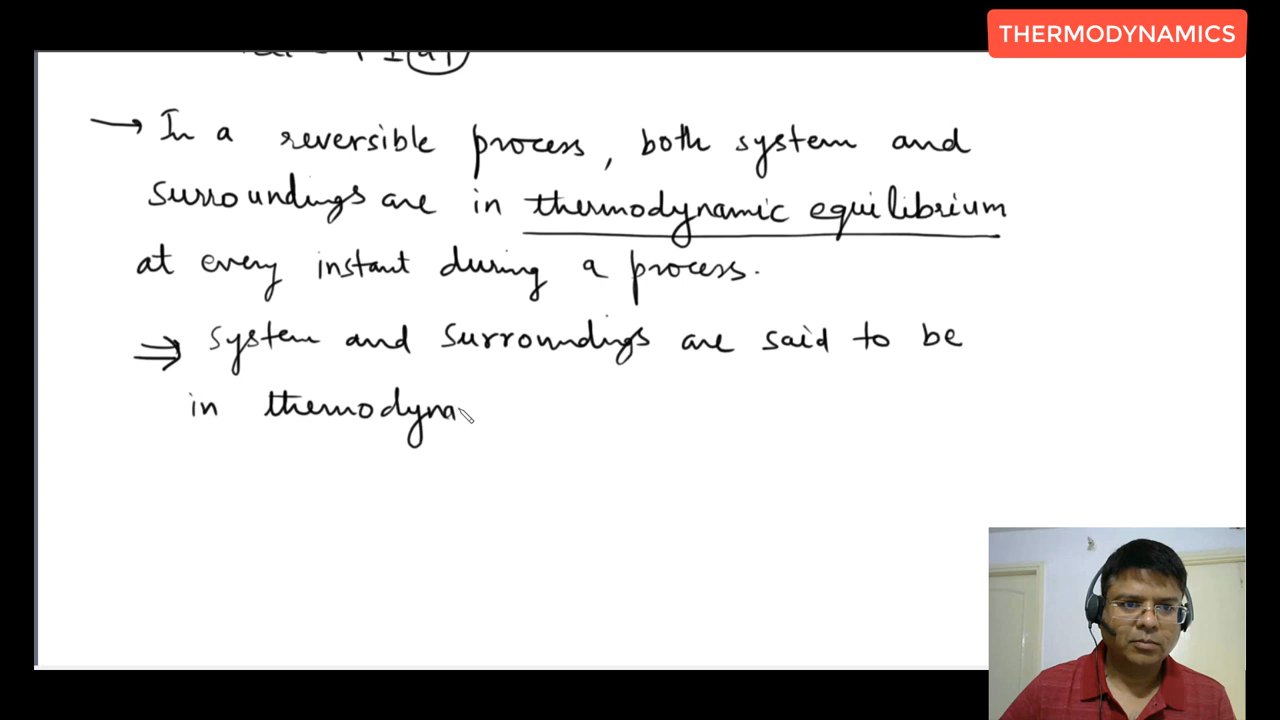 THERMODYNAMICS
→ In a reversible process, both system and
surroundings are in thermodynamic equilibrium
at every instant during a process.
⇒ System and surroundings are said to be
in thermodyna